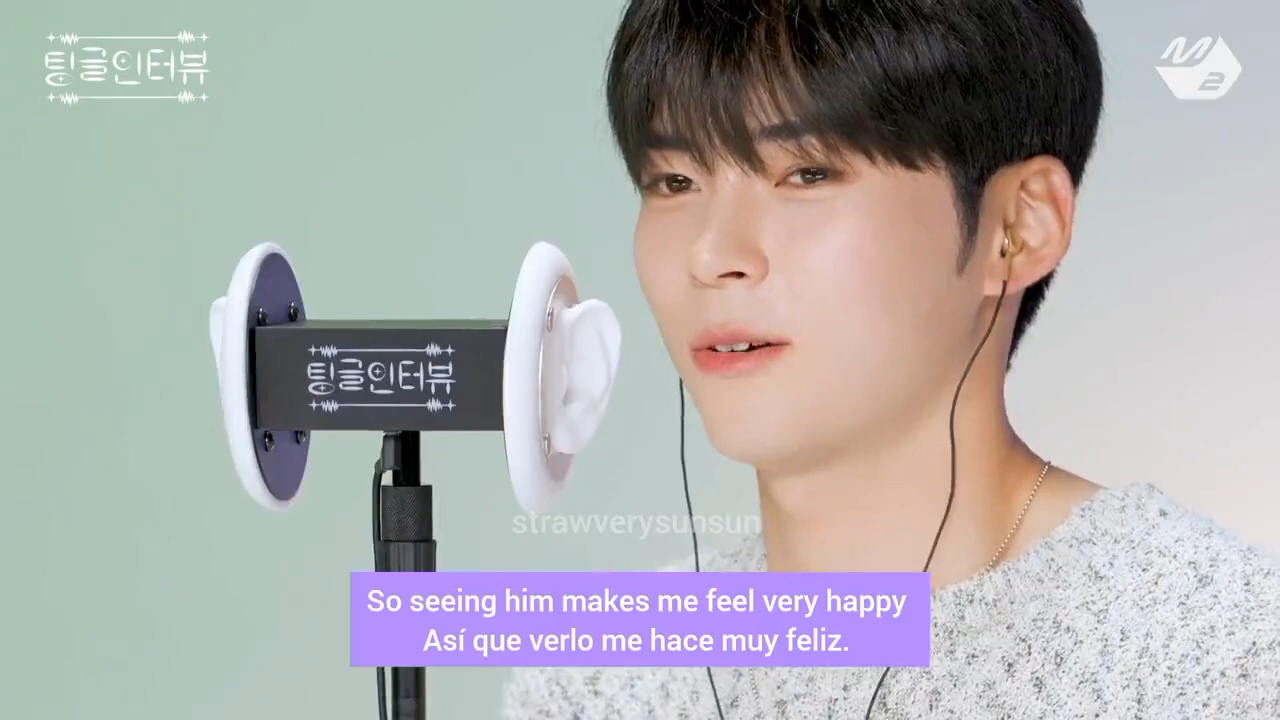 팅글인터뷰
M2
팅글인터뷰
strawverysunsun
So seeing him makes me feel very happy
Así que verlo me hace muy feliz.